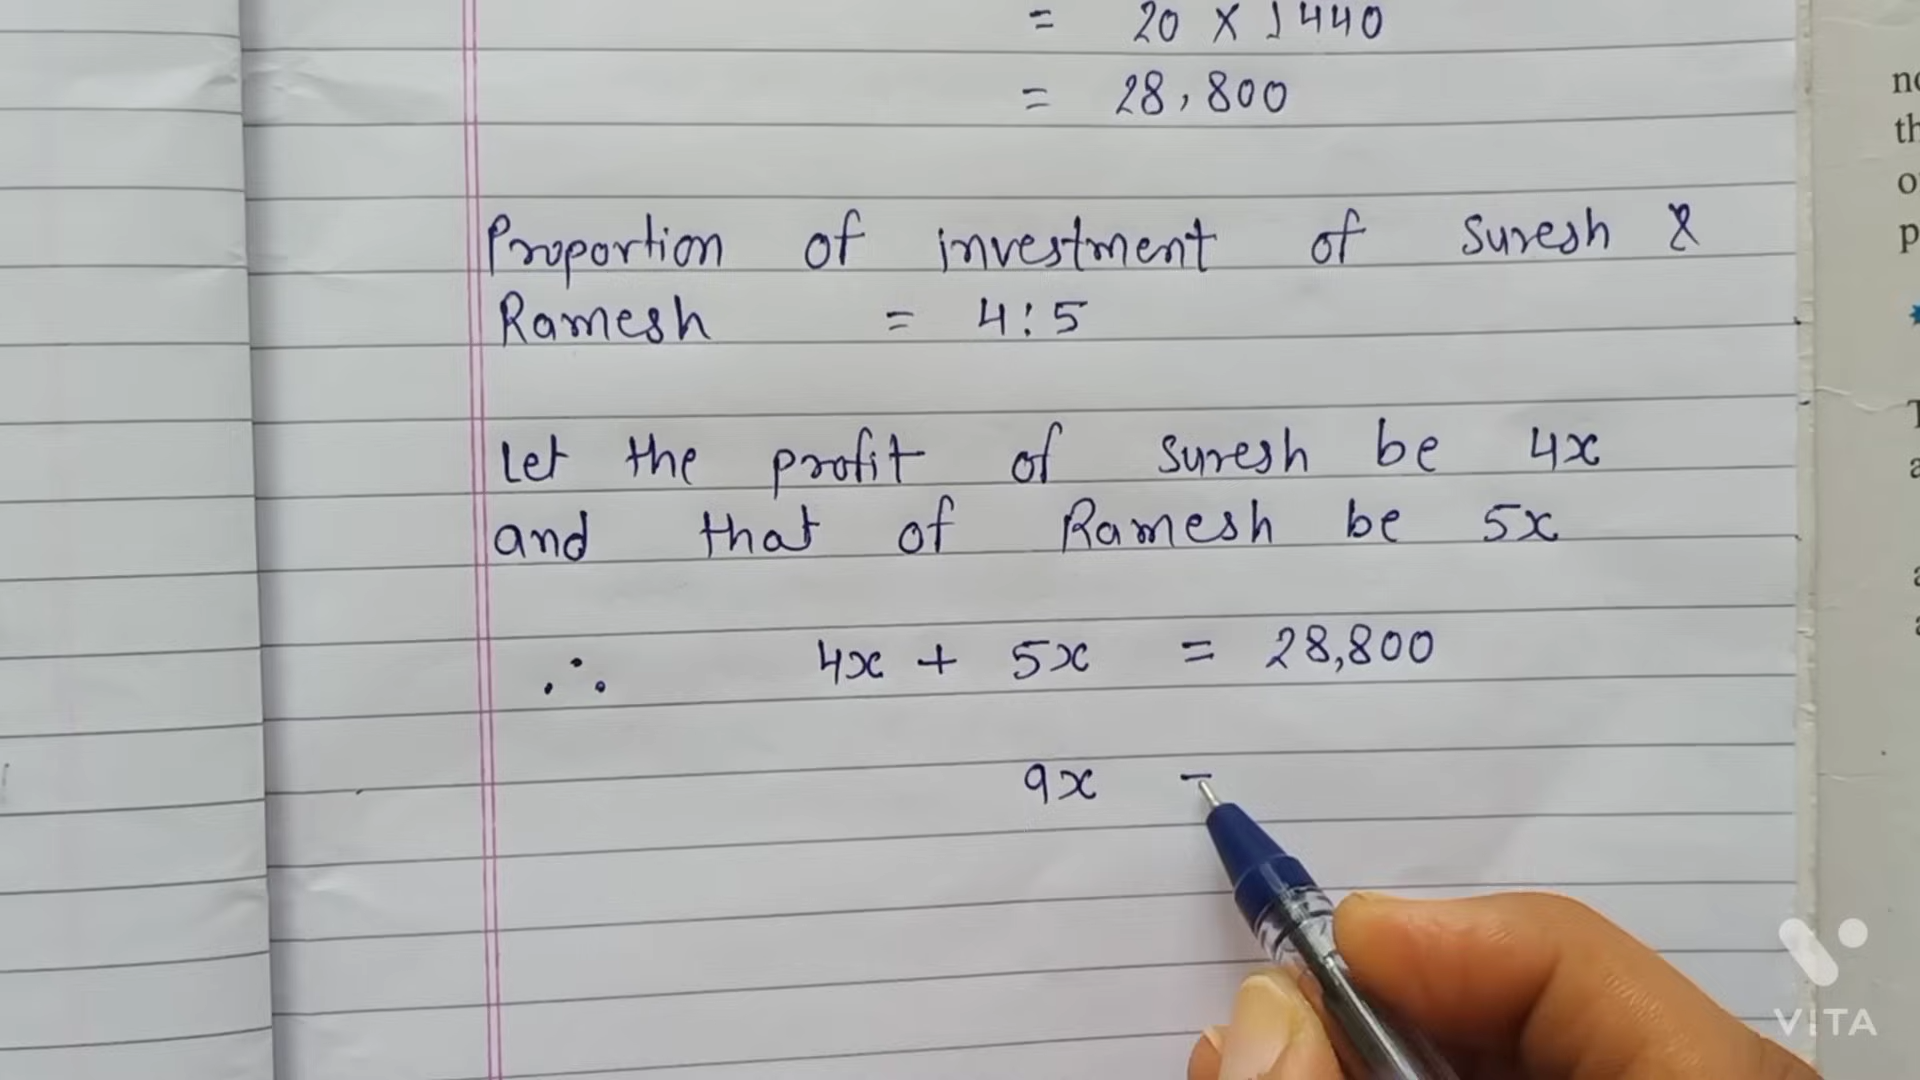 = 20 × 1440
= 28,800
Proportion of investment of Suresh &
Ramesh = 4:5
Let the profit of Suresh be 4x
and that of Ramesh be 5x
∴ 4x + 5x = 28,800
9x
VITA